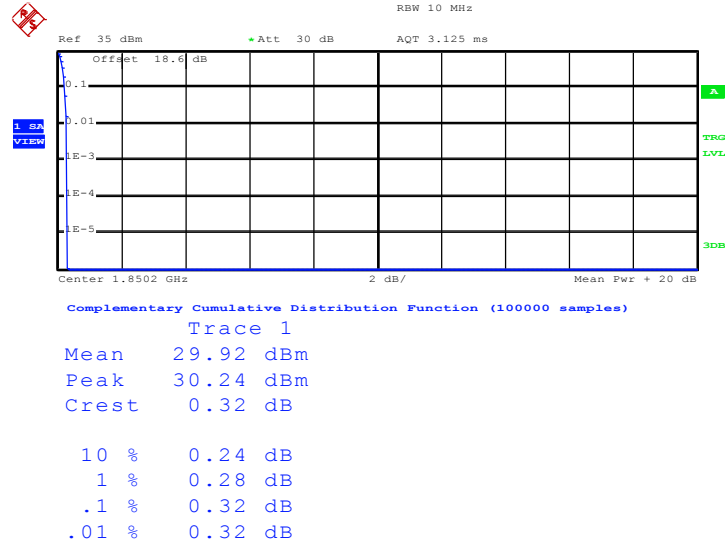 RBW 10 MHz
Ref 35 dBm *Att 30 dB AQT 3.125 ms
Offset 18.6 dB
0.1
A
0.01
1 SA
VIEW
TRG
LVL
1E-3
1E-4
1E-5
3DB
Center 1.8502 GHz 2 dB/ Mean Pwr + 20 dB
Complementary Cumulative Distribution Function (100000 samples)
Trace 1
Mean 29.92 dBm
Peak 30.24 dBm
Crest 0.32 dB
10 % 0.24 dB
1 % 0.28 dB
.1 % 0.32 dB
.01 % 0.32 dB